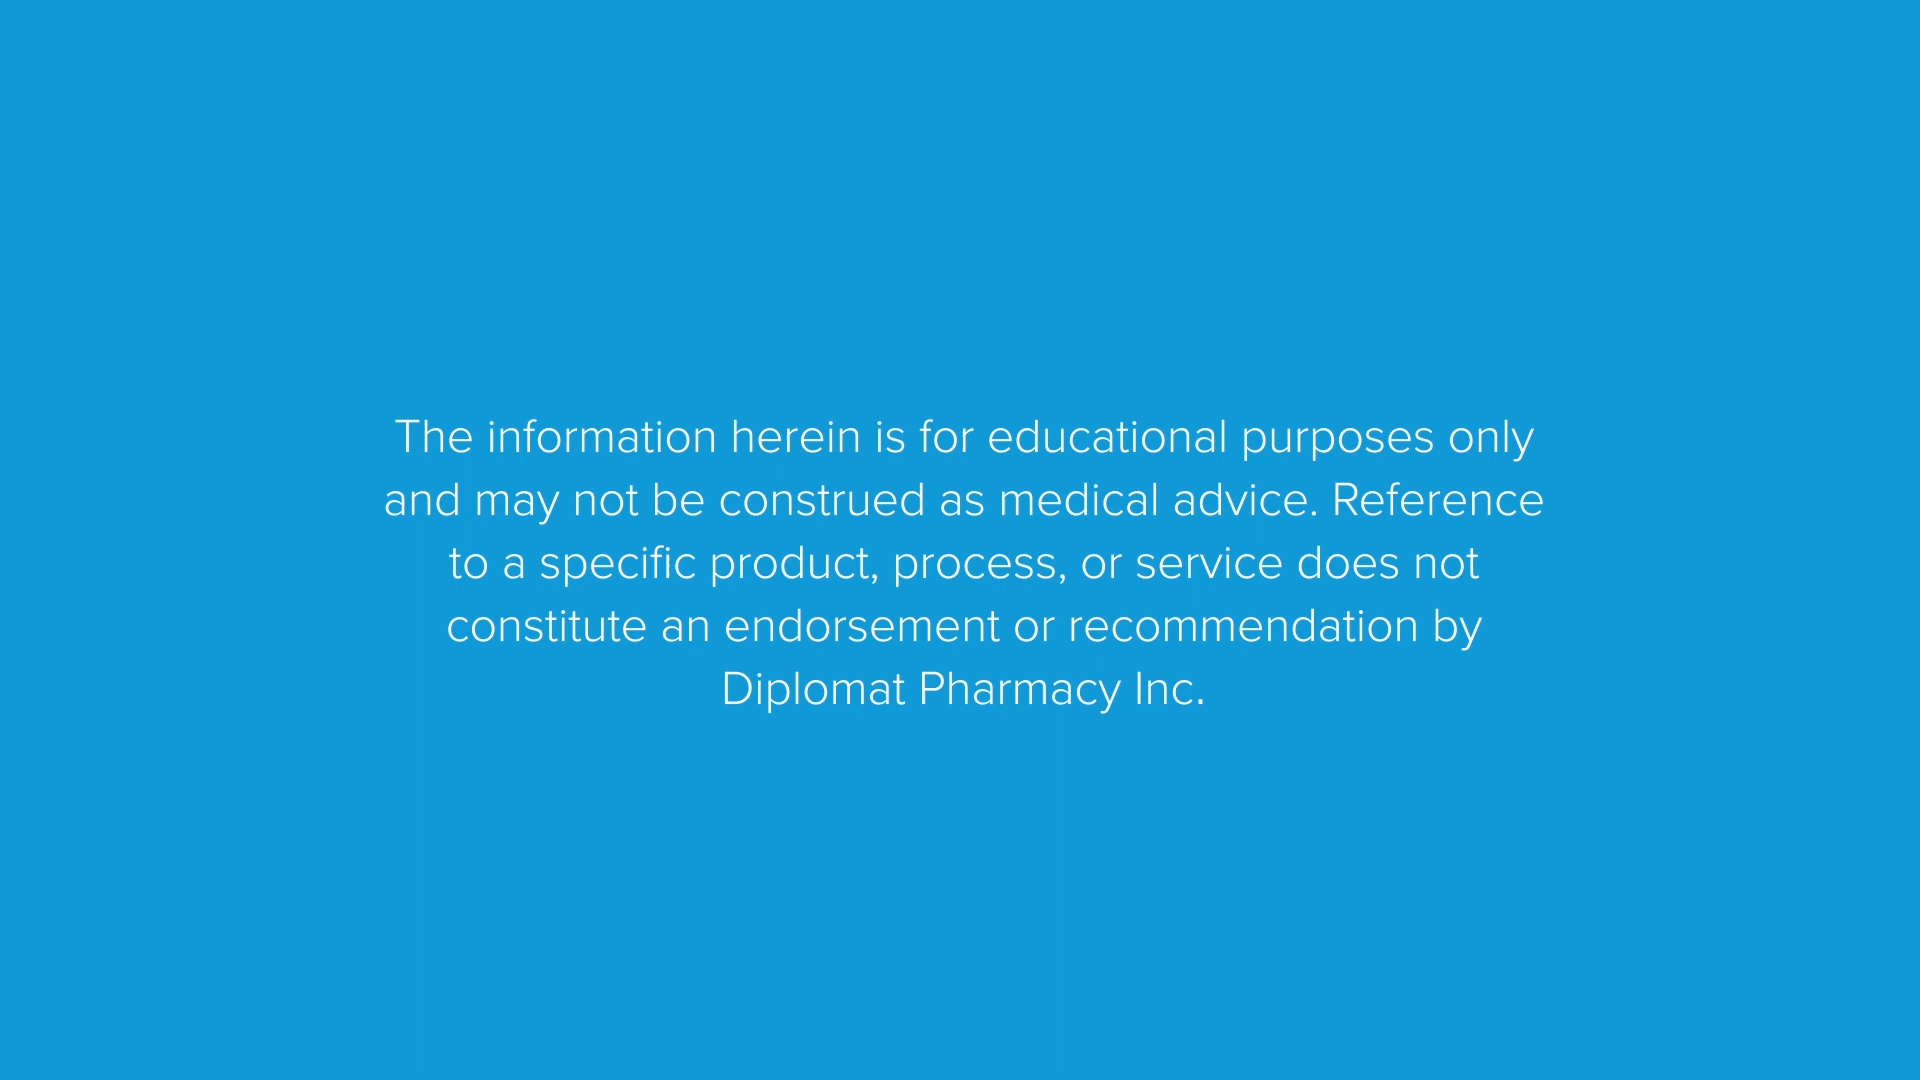 The information herein is for educational purposes only
and may not be construed as medical advice. Reference
to a specific product, process, or service does not
constitute an endorsement or recommendation by
Diplomat Pharmacy Inc.